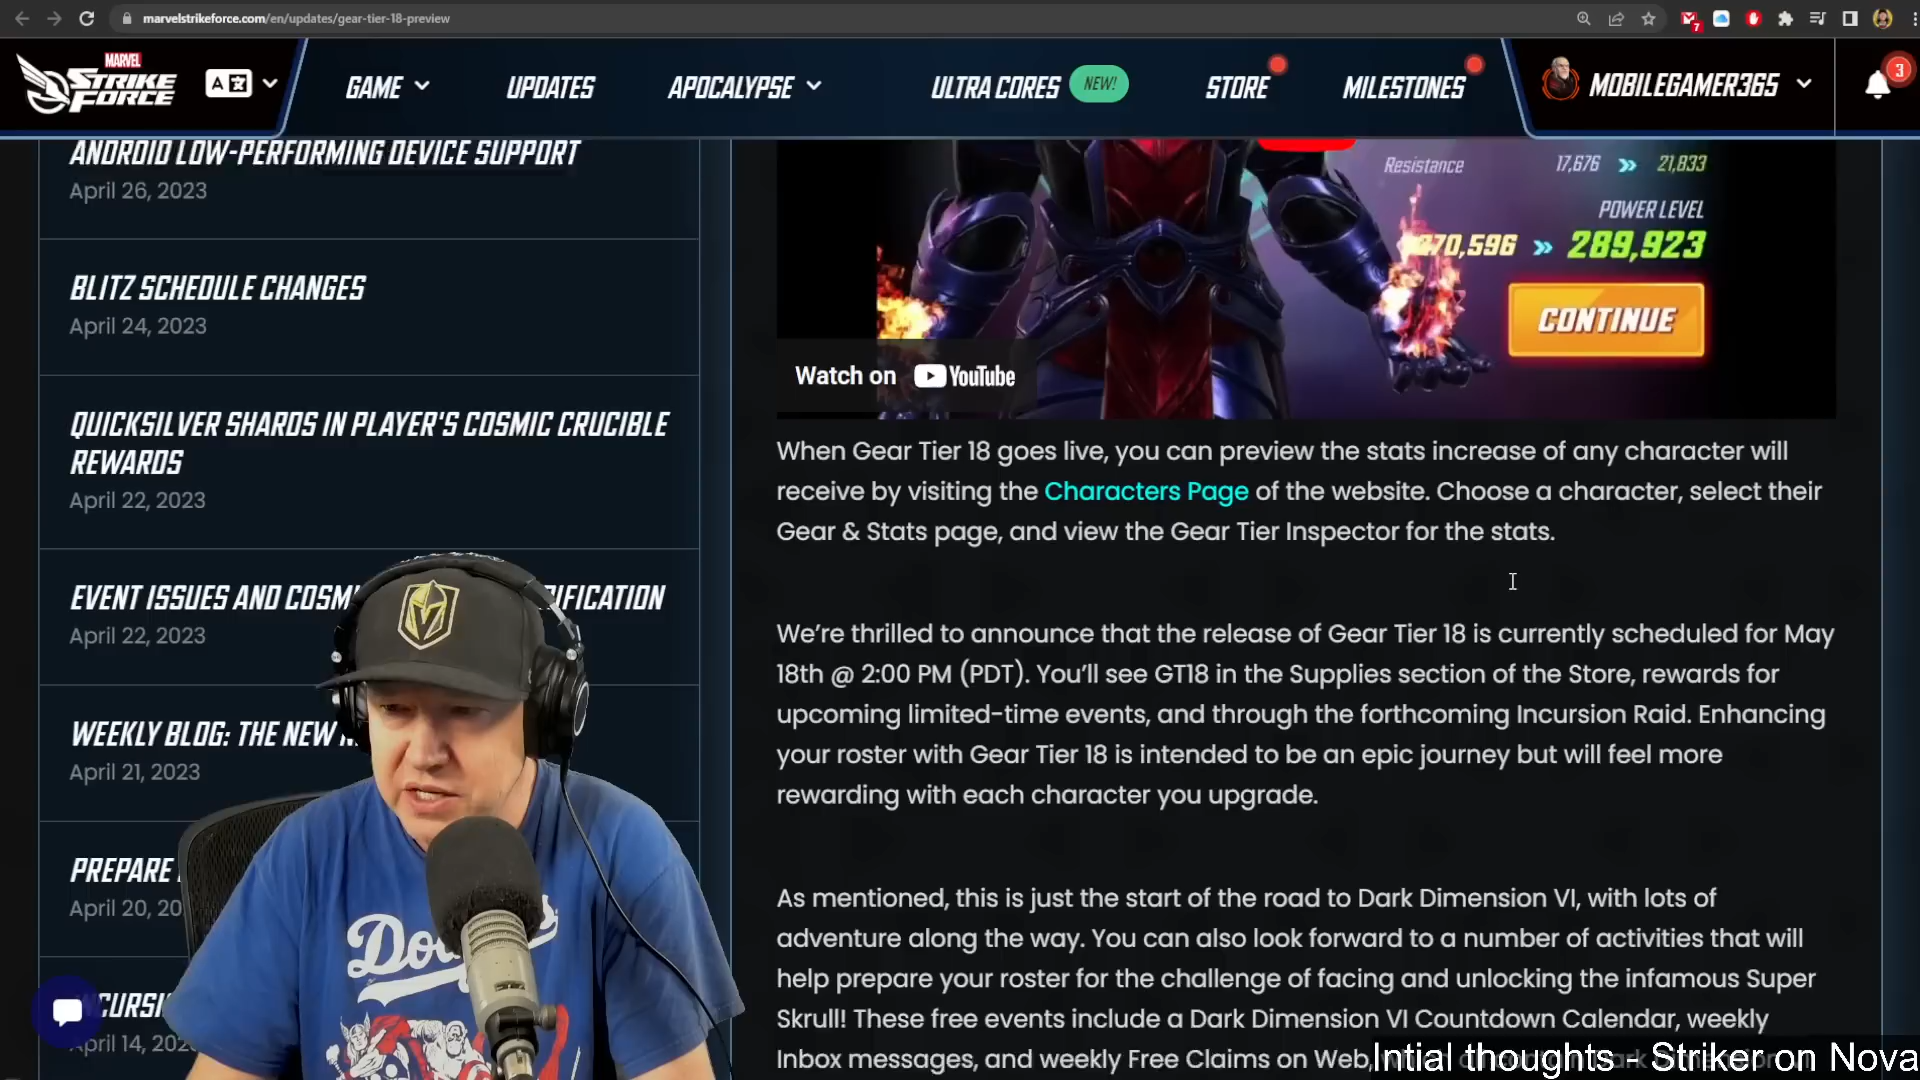 marvelstrikeforce.com/en/updates/gear-tier-18-preview
7
MARVEL
STRIKE
FORCE
GAME
UPDATES
APOCALYPSE
ULTRA CORES
NEW!
STORE
MILESTONES
MOBILEGAMER365
3
ANDROID LOW-PERFORMING DEVICE SUPPORT
April 26, 2023
BLITZ SCHEDULE CHANGES
April 24, 2023
QUICKSILVER SHARDS IN PLAYER'S COSMIC CRUCIBLE
REWARDS
April 22, 2023
EVENT ISSUES AND
April 22, 2023
WEEKLY BLOG: THE NEW
April 21, 2023
PREPARE
April 20,
April 14,
Resistance 17,676 21,833
POWER LEVEL
270,596 289,923
CONTINUE
Watch on YouTube
When Gear Tier 18 goes live, you can preview the stats increase of any character will
receive by visiting the Characters Page of the website. Choose a character, select their
Gear & Stats page, and view the Gear Tier Inspector for the stats.
We're thrilled to announce that the release of Gear Tier 18 is currently scheduled for May
18th @ 2:00 PM (PDT). You'll see GT18 in the Supplies section of the Store, rewards for
upcoming limited-time events, and through the forthcoming Incursion Raid. Enhancing
your roster with Gear Tier 18 is intended to be an epic journey but will feel more
rewarding with each character you upgrade.
As mentioned, this is just the start of the road to Dark Dimension VI, with lots of
adventure along the way. You can also look forward to a number of activities that will
help prepare your roster for the challenge of facing and unlocking the infamous Super
Skrull! These free events include a Dark Dimension VI Countdown Calendar, weekly
Inbox messages, and weekly Free Claims on Web,
Intial thoughts - Striker on Nova